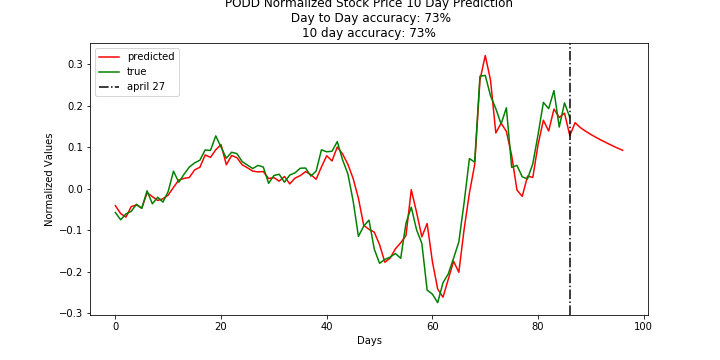 PODD Normalized Stock Price 10 Day Prediction
Day to Day accuracy: 73%
10 day accuracy: 73%
predicted
true
april 27
Normalized Values
0.3
0.2
0.1
0.0
−0.1
−0.2
−0.3
0 20 40 60 80 100
Days